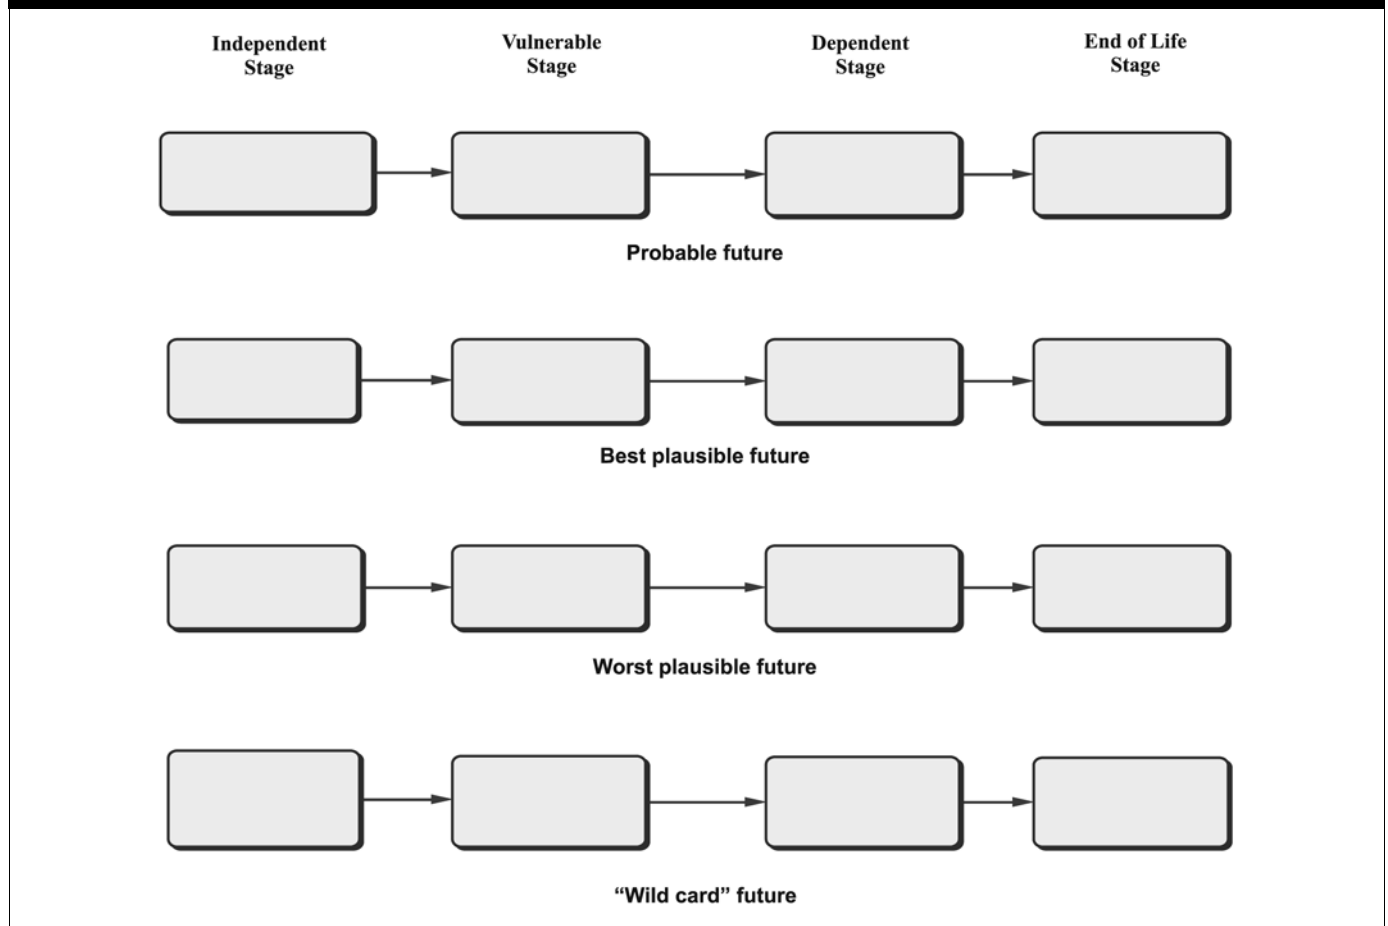 Independent
Stage
Vulnerable
Stage
Dependent
Stage
End of Life
Stage
Probable future
Best plausible future
Worst plausible future
“Wild card” future